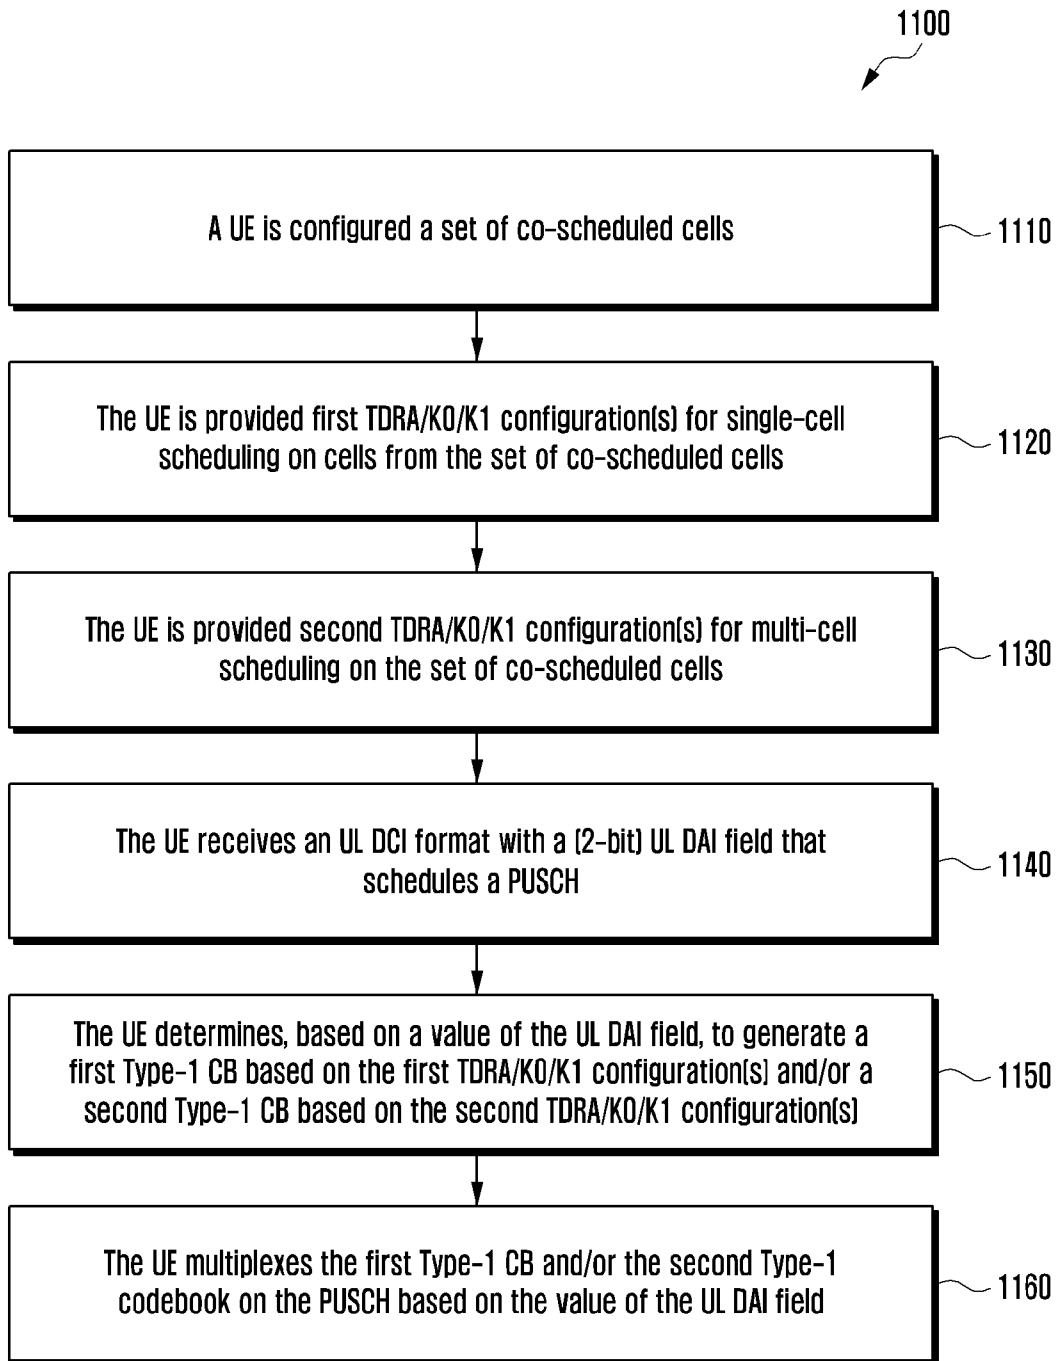 1100
A UE is configured a set of co-scheduled cells
1110
The UE is provided first TDRA/K0/K1 configuration(s) for single-cell
scheduling on cells from the set of co-scheduled cells
1120
The UE is provided second TDRA/K0/K1 configuration(s) for multi-cell
scheduling on the set of co-scheduled cells
1130
The UE receives an UL DCI format with a (2-bit) UL DAI field that
schedules a PUSCH
1140
The UE determines, based on a value of the UL DAI field, to generate a
first Type-1 CB based on the first TDRA/K0/K1 configuration(s) and/or a
second Type-1 CB based on the second TDRA/K0/K1 configuration(s)
1150
The UE multiplexes the first Type-1 CB and/or the second Type-1
codebook on the PUSCH based on the value of the UL DAI field
1160